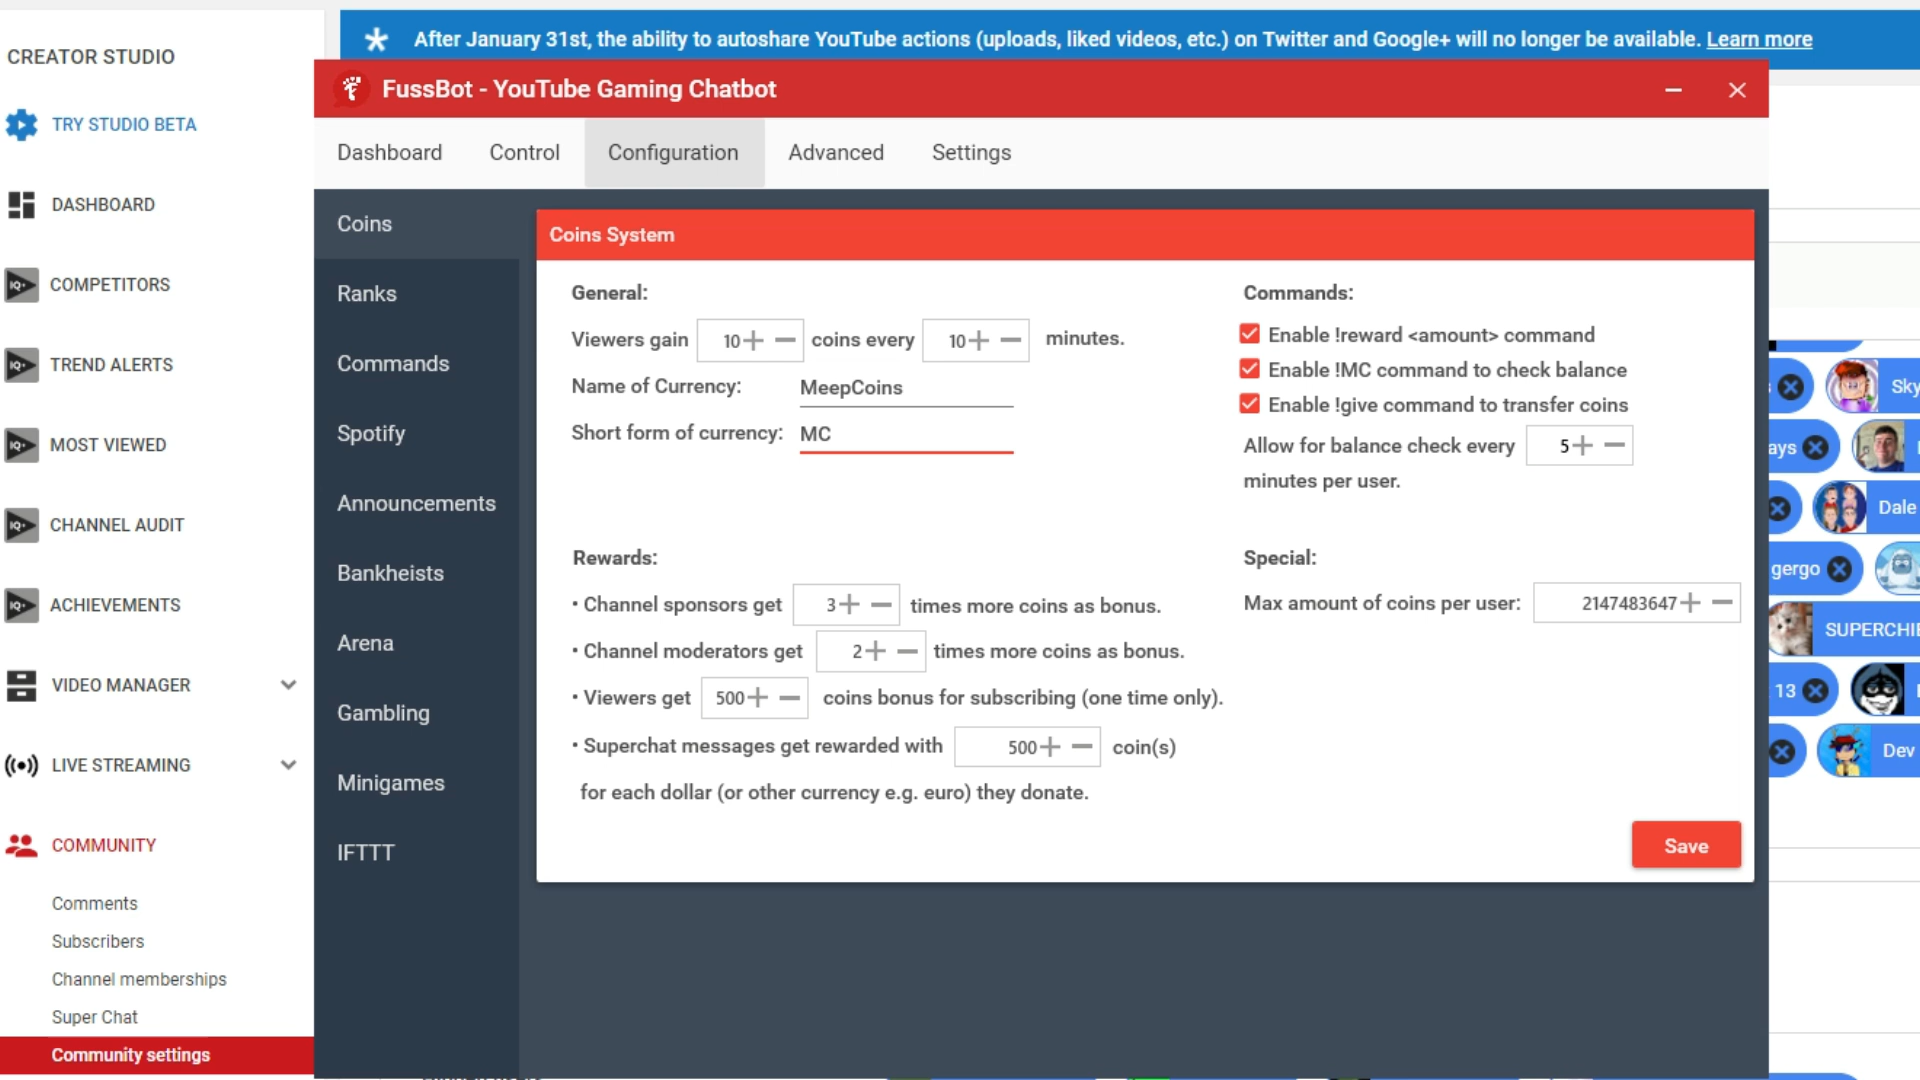 CREATOR STUDIO
TRY STUDIO BETA
DASHBOARD
COMPETITORS
TREND ALERTS
MOST VIEWED
CHANNEL AUDIT
ACHIEVEMENTS
VIDEO MANAGER
LIVE STREAMING
COMMUNITY
Comments
Subscribers
Channel memberships
Super Chat
Community settings
After January 31st, the ability to autoshare YouTube actions (uploads, liked videos, etc.) on Twitter and Google+ will no longer be available. Learn more
FussBot - YouTube Gaming Chatbot
Dashboard Control Configuration Advanced Settings
Coins
Ranks
Commands
Spotify
Announcements
Bankheists
Arena
Gambling
Minigames
IFTTT
Coins System
General:
Viewers gain 10 + − coins every 10 + − minutes.
Name of Currency: MeepCoins
Short form of currency: MC
Commands:
Enable !reward <amount> command
Enable !MC command to check balance
Enable !give command to transfer coins
Allow for balance check every 5 + −
minutes per user.
Rewards:
• Channel sponsors get 3 + − times more coins as bonus.
• Channel moderators get 2 + − times more coins as bonus.
• Viewers get 500 + − coins bonus for subscribing (one time only).
• Superchat messages get rewarded with 500 + − coin(s)
for each dollar (or other currency e.g. euro) they donate.
Special:
Max amount of coins per user: 2147483647 + −
Save
Sky
ays
Dale
gergo
SUPERCHIE
13
Dev